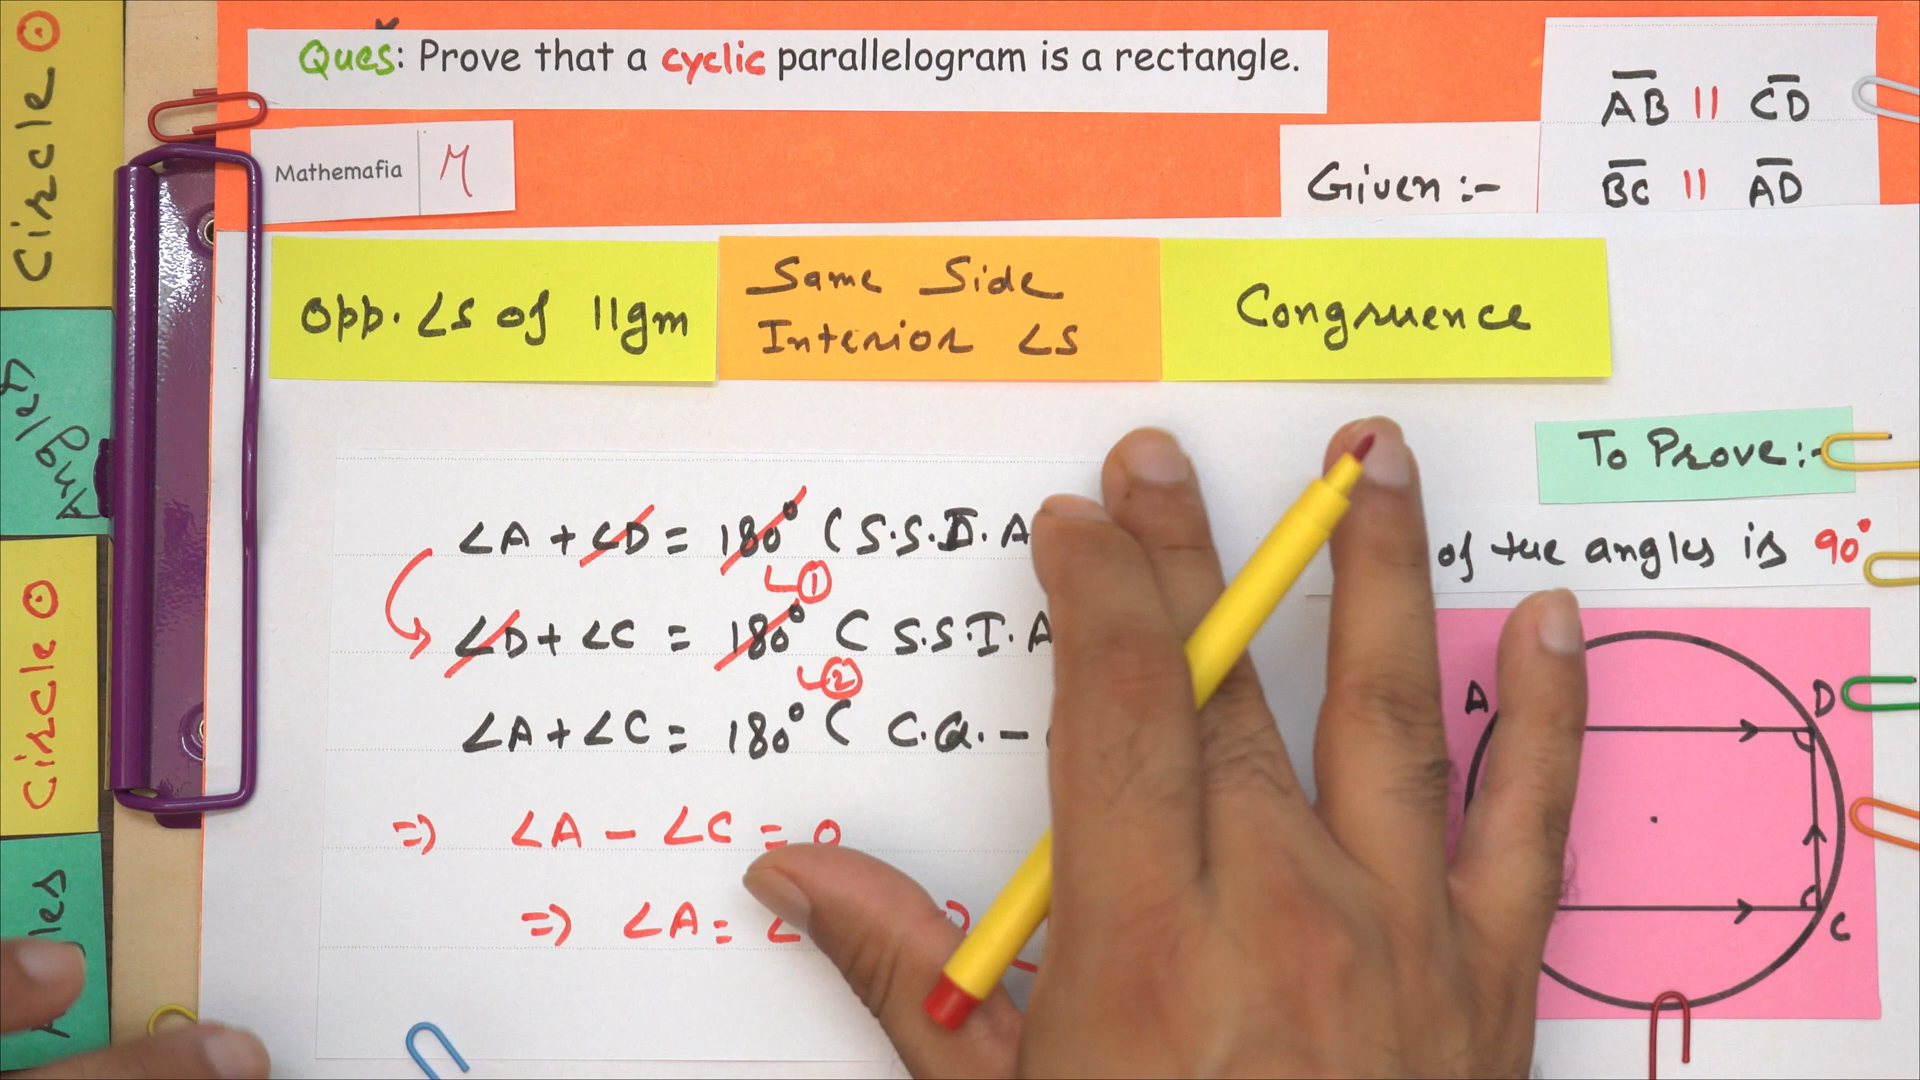 Circle
Angles
Circle
Ques: Prove that a cyclic parallelogram is a rectangle.
Mathemafia M
Given :-
AB || CD
BC || AD
Opp. ∠s of ||gm
Same Side
Interior ∠s
Congruence
To Prove:-
of the angles is 90°
∠A + ∠D = 180° (S.S.I.A
①
∠D + ∠C = 180° (S.S.I.A
②
∠A + ∠C = 180° (C.Q. -
=> ∠A - ∠C = 0
=> ∠A = ∠
A
D
C